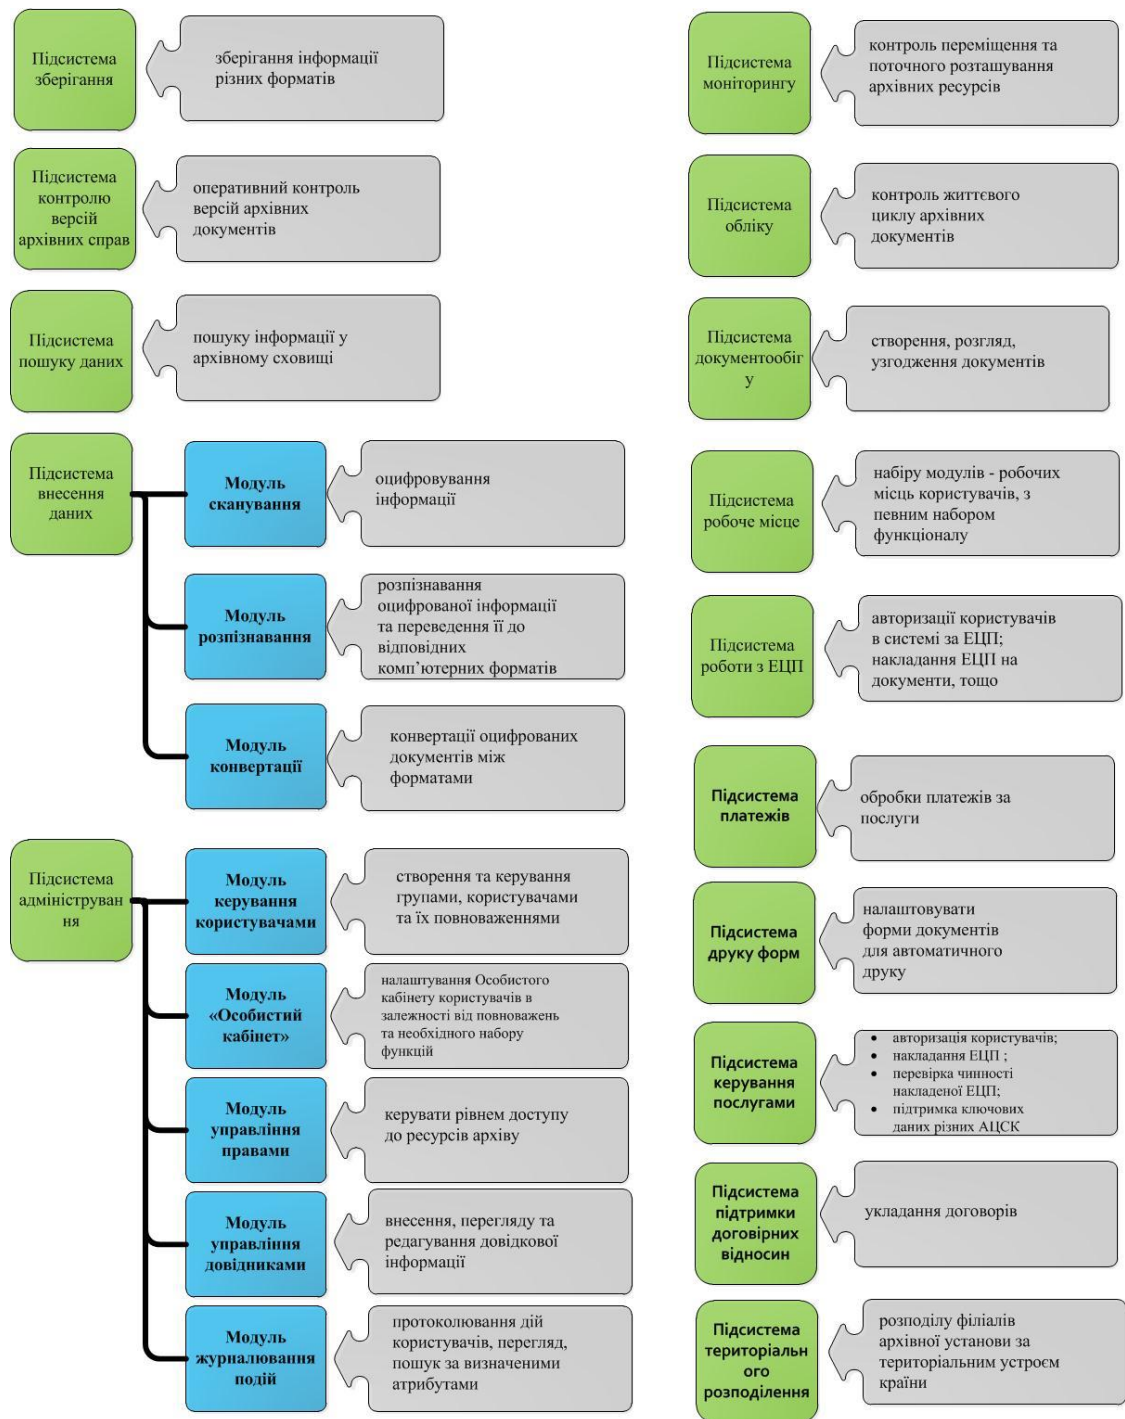 Підсистема
зберігання
зберігання інформації
різних форматів
Підсистема
контролю
версій
архівних справ
оперативний контроль
версій архівних
документів
Підсистема
пошуку даних
пошуку інформації у
архівному сховищі
Підсистема
внесення
даних
Модуль
сканування
оцифровування
інформації
Модуль
розпізнавання
розпізнавання
оцифрованої інформації
та переведення її до
відповідних
комп’ютерних форматів
Модуль
конвертації
конвертації оцифрованих
документів між
форматами
Підсистема
адмініструван
ня
Модуль
керування
користувачами
створення та керування
групами, користувачами
та їх повноваженнями
Модуль
«Особистий
кабінет»
налаштування Особистого
кабінету користувачів в
залежності від повноважень
та необхідного набору
функцій
Модуль
управління
правами
керувати рівнем доступу
до ресурсів архіву
Модуль
управління
довідниками
внесення, перегляду та
редагування довідкової
інформації
Модуль
журналювання
подій
протоколювання дій
користувачів, перегляд,
пошук за визначеними
атрибутами
Підсистема
моніторингу
контроль переміщення та
поточного розташування
архівних ресурсів
Підсистема
обліку
контроль життєвого
циклу архівних
документів
Підсистема
документообіг
у
створення, розгляд,
узгодження документів
Підсистема
робоче місце
набіру модулів - робочих
місць користувачів, з
певним набором
функціоналу
Підсистема
роботи з ЕЦП
авторизації користувачів
в системі за ЕЦП;
накладання ЕЦП на
документи, тощо
Підсистема
платежів
обробки платежів за
послуги
Підсистема
друку форм
налаштовувати
форми документів
для автоматичного
друку
Підсистема
керування
послугами
• авторизація користувачів;
• накладання ЕЦП ;
• перевірка чинності
накладеної ЕЦП;
• підтримка ключових
даних різних АЦСК
Підсистема
підтримки
договірних
відносин
укладання договорів
Підсистема
територіальн
ого
розподілення
розподілу філіалів
архівної установи за
територіальним устроєм
країни